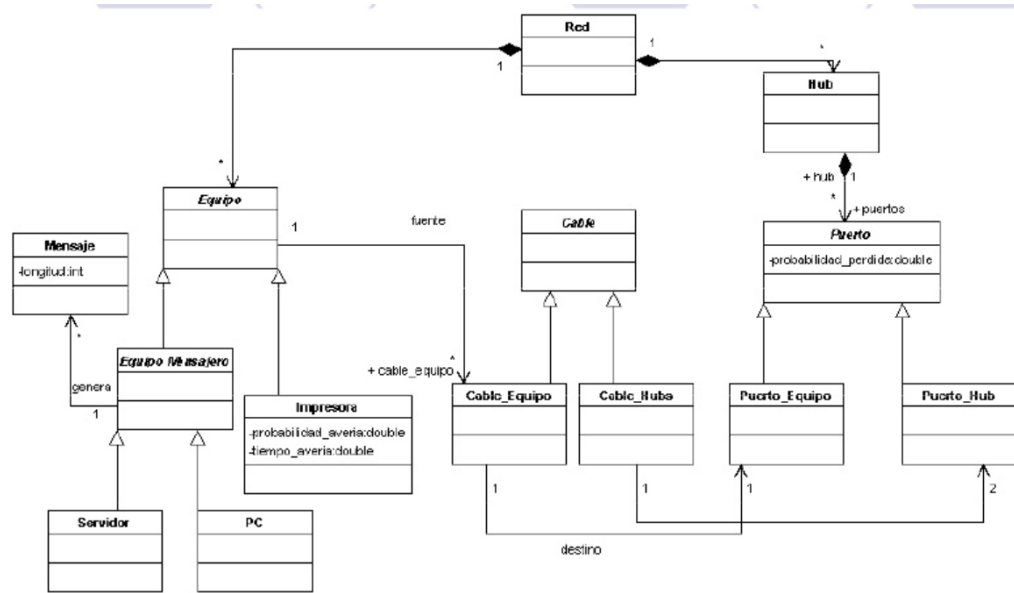 Red
1
1
*
Hub
+ hub
1
*
+ puertos
*
Equipo
1
fuente
Cable
Puerto
-probabilidad_perdida:double
Mensaje
-longitud:int
*
genera
1
Equipo Mensajero
*
+ cable_equipo
Impresora
-probabilidad_averia:double
-tiempo_averia:double
Cable_Equipo
Cable_Hubs
Puerto_Equipo
Puerto_Hub
1
1
1
2
destino
Servidor
PC